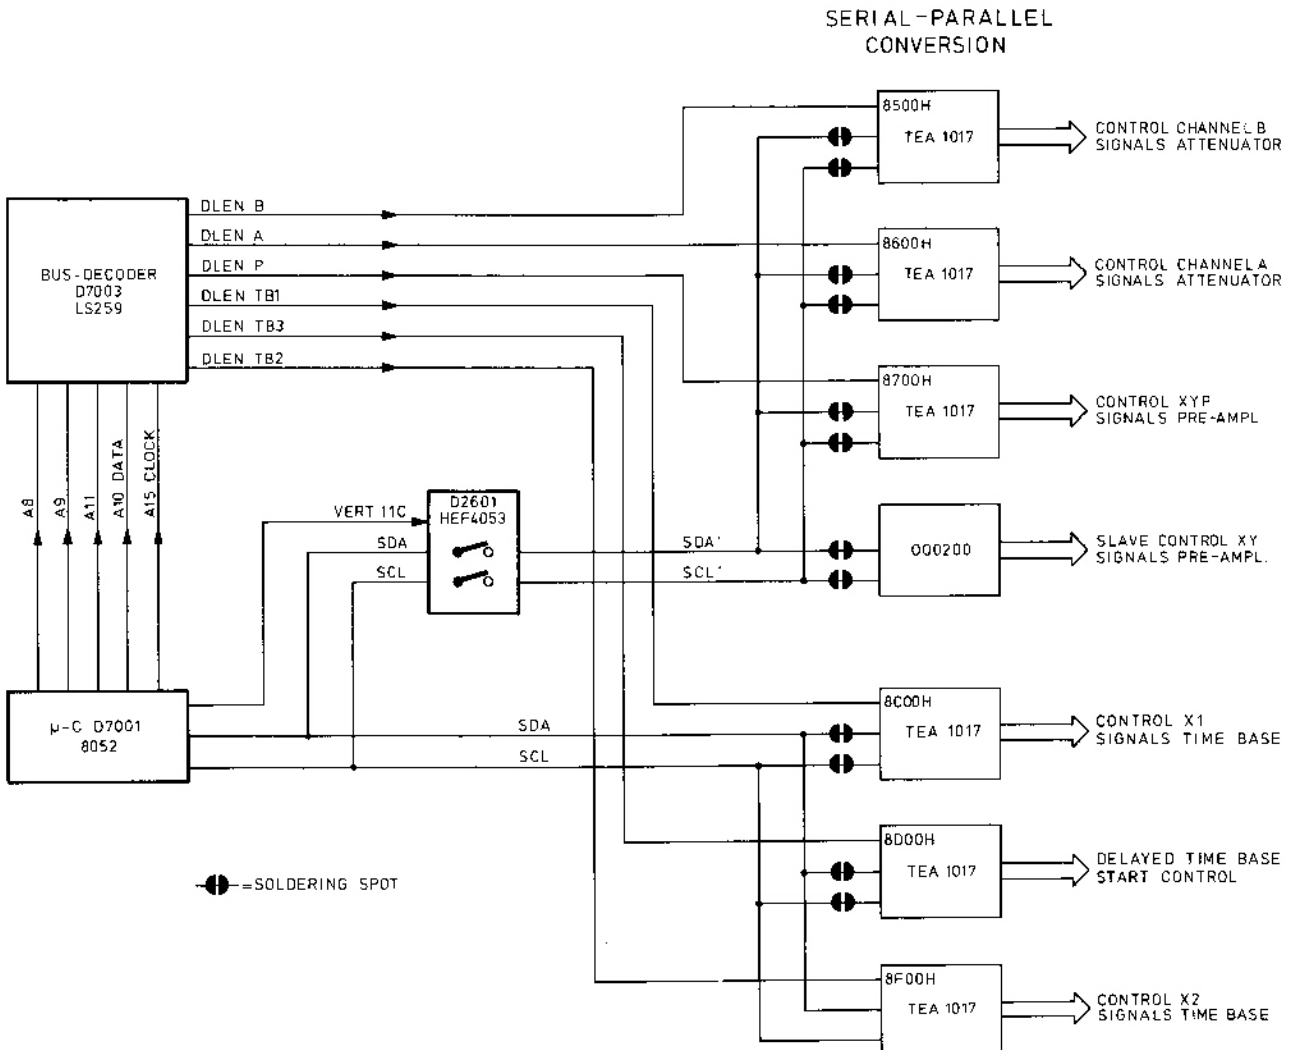 SERIAL-PARALLEL
CONVERSION
8500H
TEA 1017
CONTROL CHANNEL B
SIGNALS ATTENUATOR
DLEN B
DLEN A
DLEN P
DLEN TB1
DLEN TB3
DLEN TB2
BUS-DECODER
D7003
LS259
8600H
TEA 1017
CONTROL CHANNEL A
SIGNALS ATTENUATOR
8700H
TEA 1017
CONTROL XYP
SIGNALS PRE-AMPL
A8
A9
A11
A10 DATA
A15 CLOCK
VERT 11C
SDA
SCL
D2601
HEF4053
SDA'
SCL'
OQ0200
SLAVE CONTROL XY
SIGNALS PRE-AMPL.
µ-C D7001
8052
SDA
SCL
8C00H
TEA 1017
CONTROL X1
SIGNALS TIME BASE
8D00H
TEA 1017
DELAYED TIME BASE
START CONTROL
=SOLDERING SPOT
8F00H
TEA 1017
CONTROL X2
SIGNALS TIME BASE